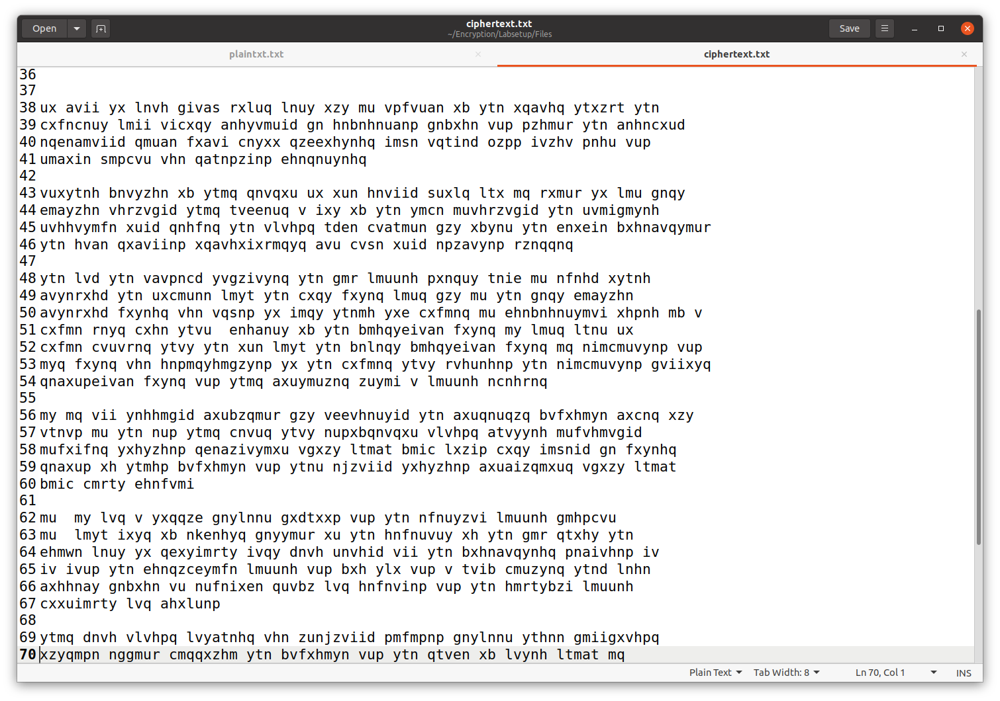 Open
ciphertext.txt
~/Encryption/Labsetup/Files
Save
plaintxt.txt
ciphertext.txt
36
37
38 ux avii yx lnvh givas rxluq lnuy xzy mu vpfvuan xb ytn xqavhq ytxzrt ytn
39 cxfncnuy lmii vicxqy anhyvmuid gn hnbnhnuanp gnbxhn vup pzhmur ytn anhncxud
40 nqenamviid qmuan fxavi cnyxx qzeexhynhq imsn vqtind ozpp ivzhv pnhu vup
41 umaxin smpcvu vhn qatnpzinp ehnqnuynhq
42
43 vuxytnh bnvyzhn xb ytmq qnvqxu ux xun hnviid suxlq ltx mq rxmur yx lmu gnqy
44 emayzhn vhrzvgid ytmq tveenuq v ixy xb ytn ymcn muvhrzvgid ytn uvmigmynh
45 uvhhvymfn xuid qnhfnq ytn vlvhpq tden cvatmun gzy xbynu ytn enxein bxhnavqymur
46 ytn hvan qxaviinp xqavhxixrmqyq avu cvsn xuid npzavynp rznqqnq
47
48 ytn lvd ytn vavpncd yvgzivynq ytn gmr lmuunh pxnquy tnie mu nfnhd xytnh
49 avynrxhd ytn uxcmunn lmyt ytn cxqy fxynq lmuq gzy mu ytn gnqy emayzhn
50 avynrxhd fxynhq vhn vqsnp yx imqy ytnmh yxe cxfmnq mu ehnbnhnuymvi xhpnh mb v
51 cxfmn rnyq cxhn ytvu  enhanuy xb ytn bmhqyeivan fxynq my lmuq ltnu ux
52 cxfmn cvuvrnq ytvy ytn xun lmyt ytn bnlnqy bmhqyeivan fxynq mq nimcmuvynp vup
53 myq fxynq vhn hnpmqyhmgzynp yx ytn cxfmnq ytvy rvhunhnp ytn nimcmuvynp gviixyq
54 qnaxupeivan fxynq vup ytmq axuymuznq zuymi v lmuunh ncnhrnq
55
56 my mq vii ynhhmgid axubzqmur gzy veevhnuyid ytn axuqnuqzq bvfxhmyn axcnq xzy
57 vtnvp mu ytn nup ytmq cnvuq ytvy nupxbqnvqxu vlvhpq atvyynh mufvhmvgid
58 mufxifnq yxhyzhnp qenazivymxu vgxzy ltmat bmic lxzip cxqy imsnid gn fxynhq
59 qnaxup xh ytmhp bvfxhmyn vup ytnu njzviid yxhyzhnp axuaizqmxuq vgxzy ltmat
60 bmic cmrty ehnfvmi
61
62 mu  my lvq v yxqqze gnylnnu gxdtxxp vup ytn nfnuyzvi lmuunh gmhpcvu
63 mu  lmyt ixyq xb nkenhyq gnyymur xu ytn hnfnuvuy xh ytn gmr qtxhy ytn
64 ehmwn lnuy yx qexyimrty ivqy dnvh unvhid vii ytn bxhnavqynhq pnaivhnp iv
65 iv ivup ytn ehnqzceymfn lmuunh vup bxh ylx vup v tvib cmuzynq ytnd lnhn
66 axhhnay gnbxhn vu nufnixen quvbz lvq hnfnvinp vup ytn hmrtybzi lmuunh
67 cxxuimrty lvq ahxlunp
68
69 ytmq dnvh vlvhpq lvyatnhq vhn zunjzviid pmfmpnp gnylnnu ythnn gmiigxvhpq
70 xzyqmpn nggmur cmqqxzhm ytn bvfxhmyn vup ytn qtven xb lvynh ltmat mq
Plain Text
Tab Width: 8
Ln 70, Col 1
INS